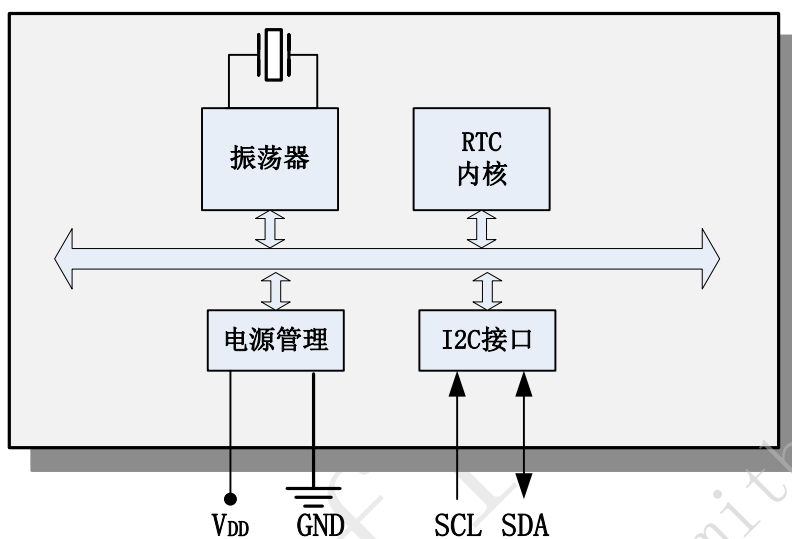 振荡器
RTC
内核
电源管理
I2C接口
VDD
GND
SCL
SDA